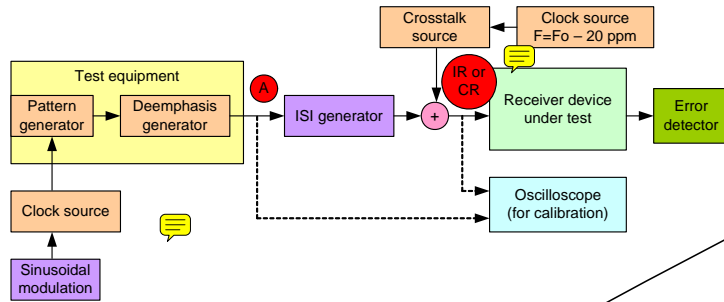 Crosstalk
source
Clock source
F=Fo – 20 ppm
Test equipment
Pattern
generator
Deemphasis
generator
A
ISI generator
+
IR or
CR
Receiver device
under test
Error
detector
Clock source
Oscilloscope
(for calibration)
Sinusoidal
modulation